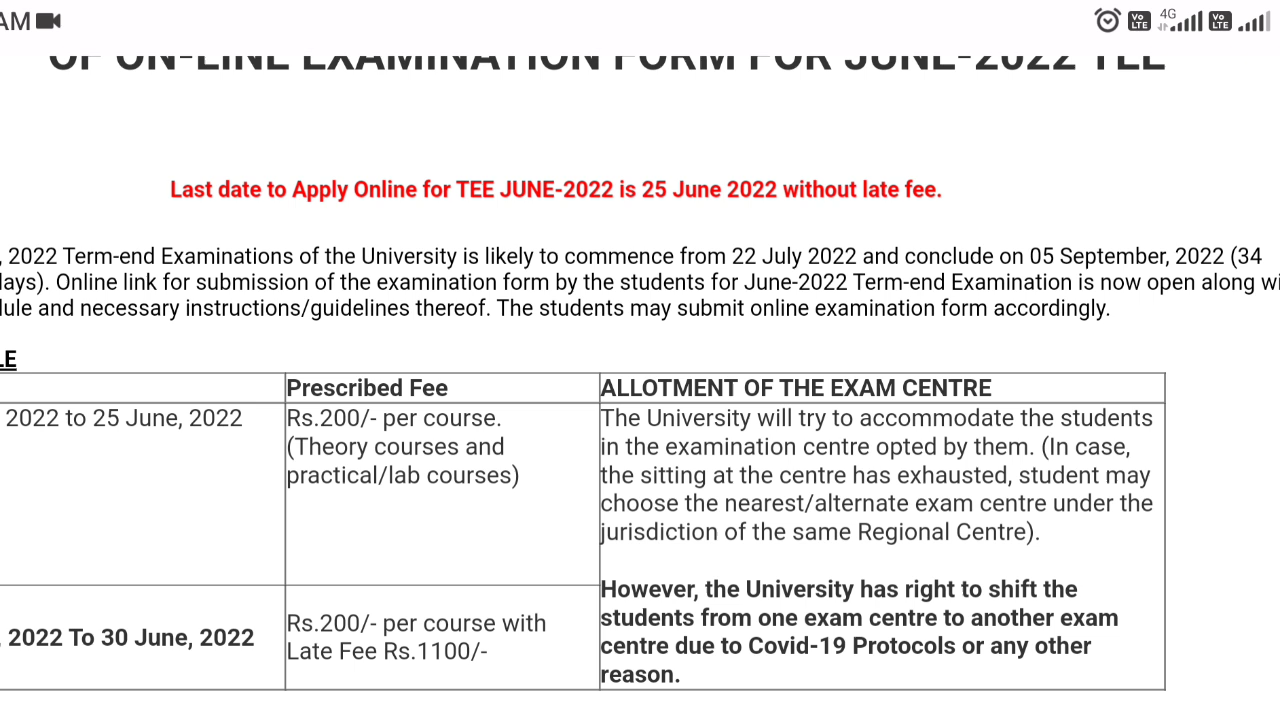 AM
4G
Vo LTE
Vo LTE
OF ON-LINE EXAMINATION FORM FOR JUNE-2022 TEE
Last date to Apply Online for TEE JUNE-2022 is 25 June 2022 without late fee.
, 2022 Term-end Examinations of the University is likely to commence from 22 July 2022 and conclude on 05 September, 2022 (34
lays). Online link for submission of the examination form by the students for June-2022 Term-end Examination is now open along wi
lule and necessary instructions/guidelines thereof. The students may submit online examination form accordingly.
LE
Prescribed Fee
ALLOTMENT OF THE EXAM CENTRE
2022 to 25 June, 2022
Rs.200/- per course.
(Theory courses and
practical/lab courses)
The University will try to accommodate the students
in the examination centre opted by them. (In case,
the sitting at the centre has exhausted, student may
choose the nearest/alternate exam centre under the
jurisdiction of the same Regional Centre).
However, the University has right to shift the
students from one exam centre to another exam
centre due to Covid-19 Protocols or any other
reason.
, 2022 To 30 June, 2022
Rs.200/- per course with
Late Fee Rs.1100/-